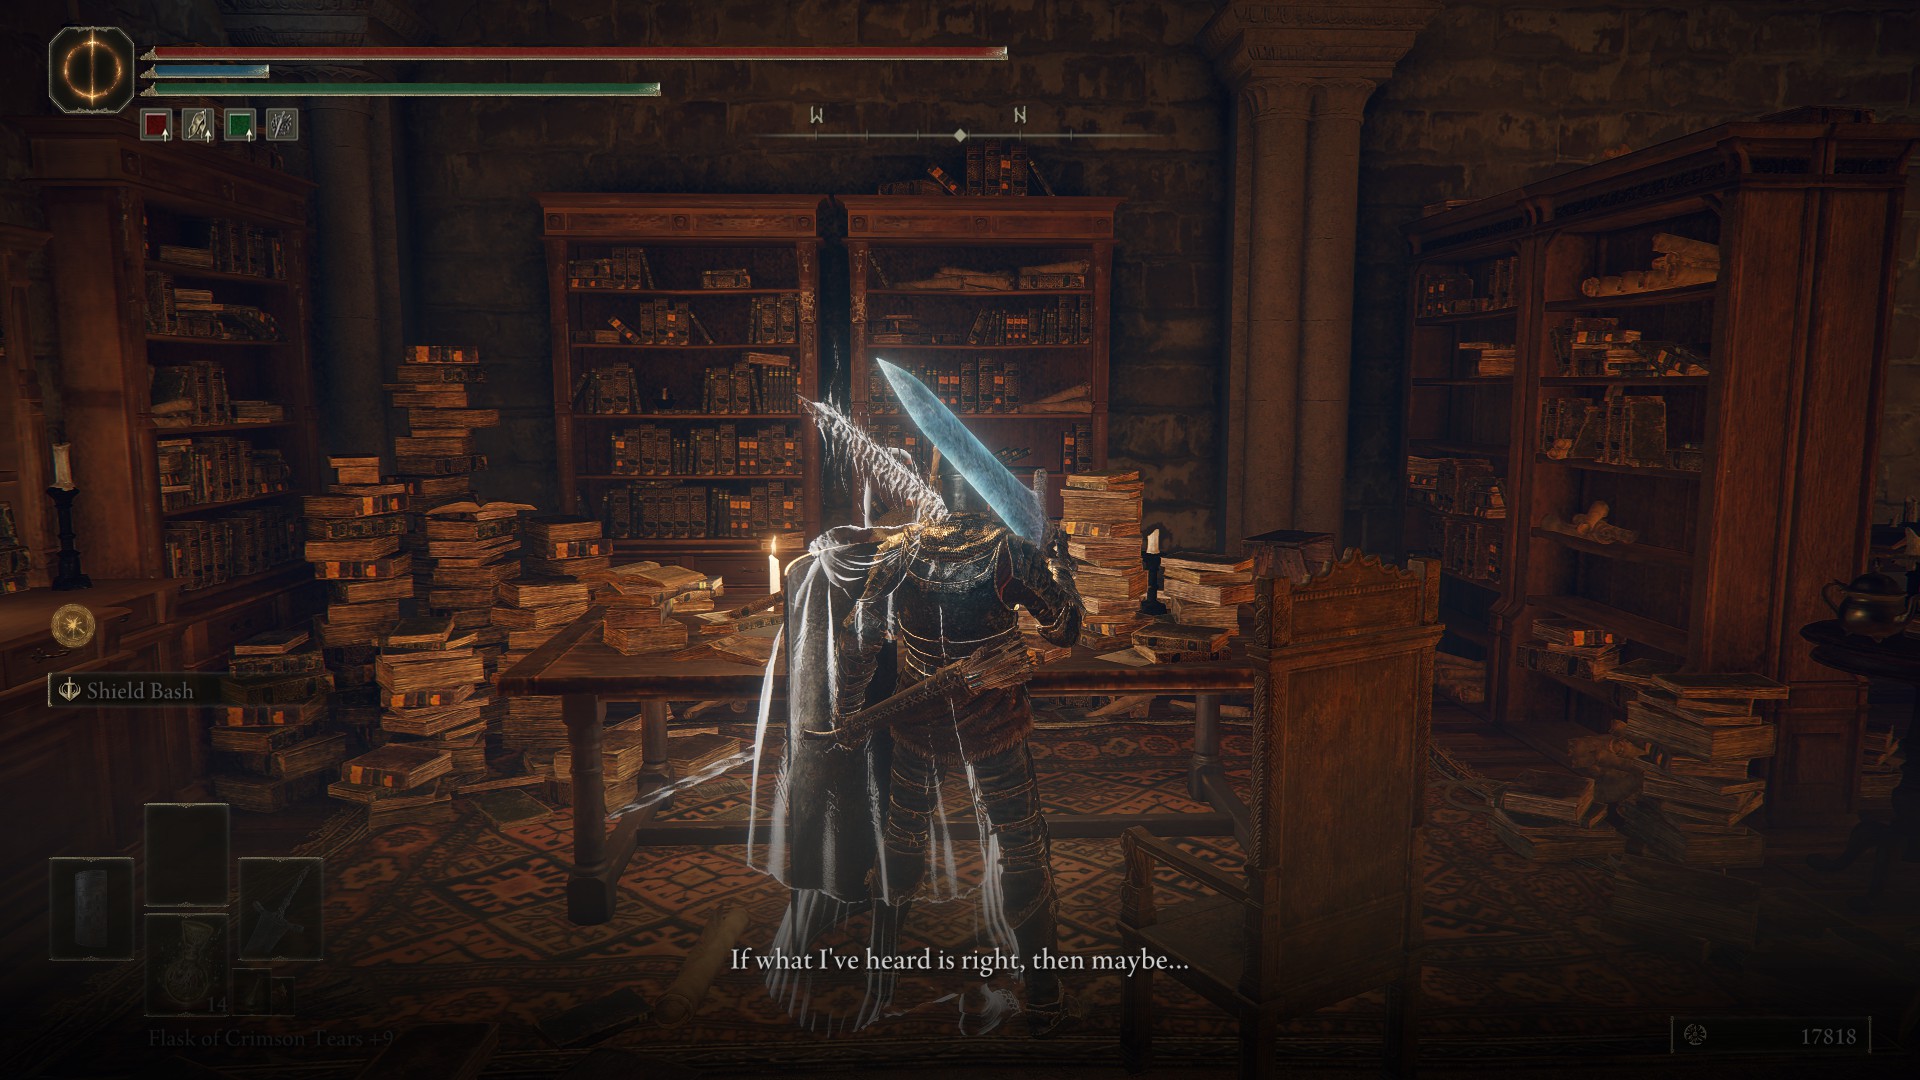 W N
Shield Bash
If what I've heard is right, then maybe...
14
Flask of Crimson Tears +9
17818